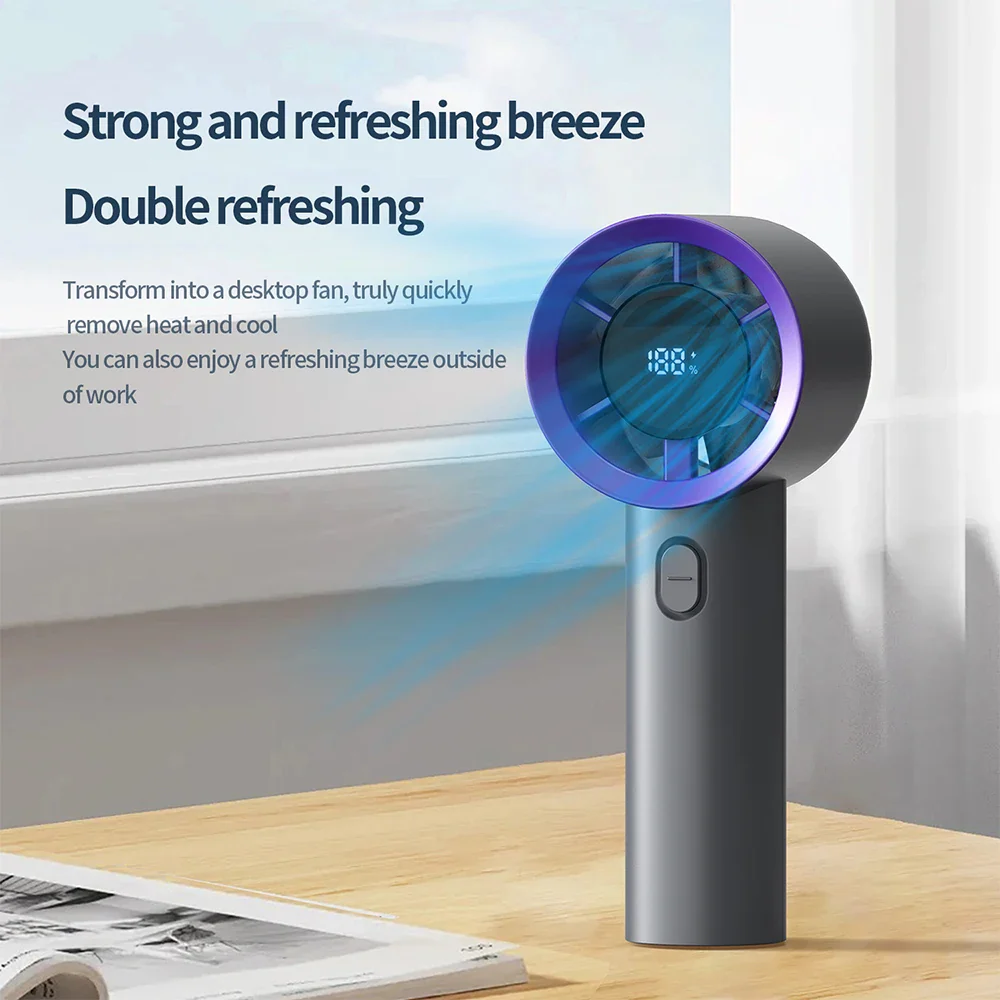 Strong and refreshing breeze
Double refreshing
Transform into a desktop fan, truly quickly
remove heat and cool
You can also enjoy a refreshing breeze outside
of work
188
%